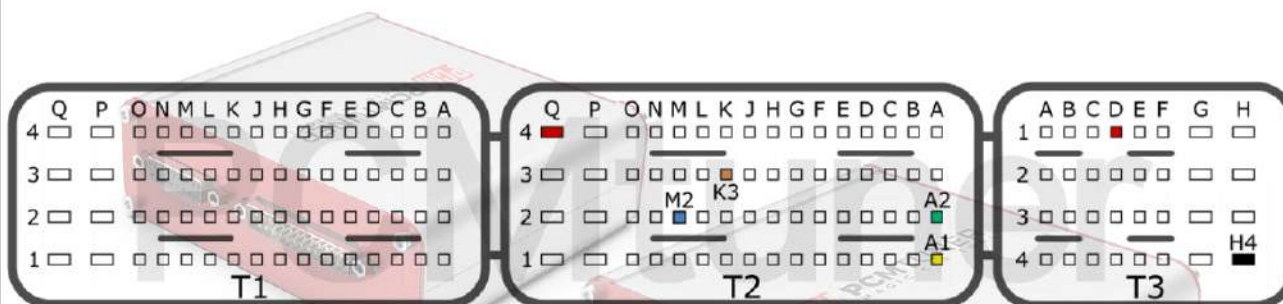 Q P O N M L K J H G F E D C B A Q P O N M L K J H G F E D C B A A B C D E F G H
4 4 1
3 3 2
K3
M2 A2
2 2 3
A1 H4
1 1 4
T1 T2 T3
PCMtuner